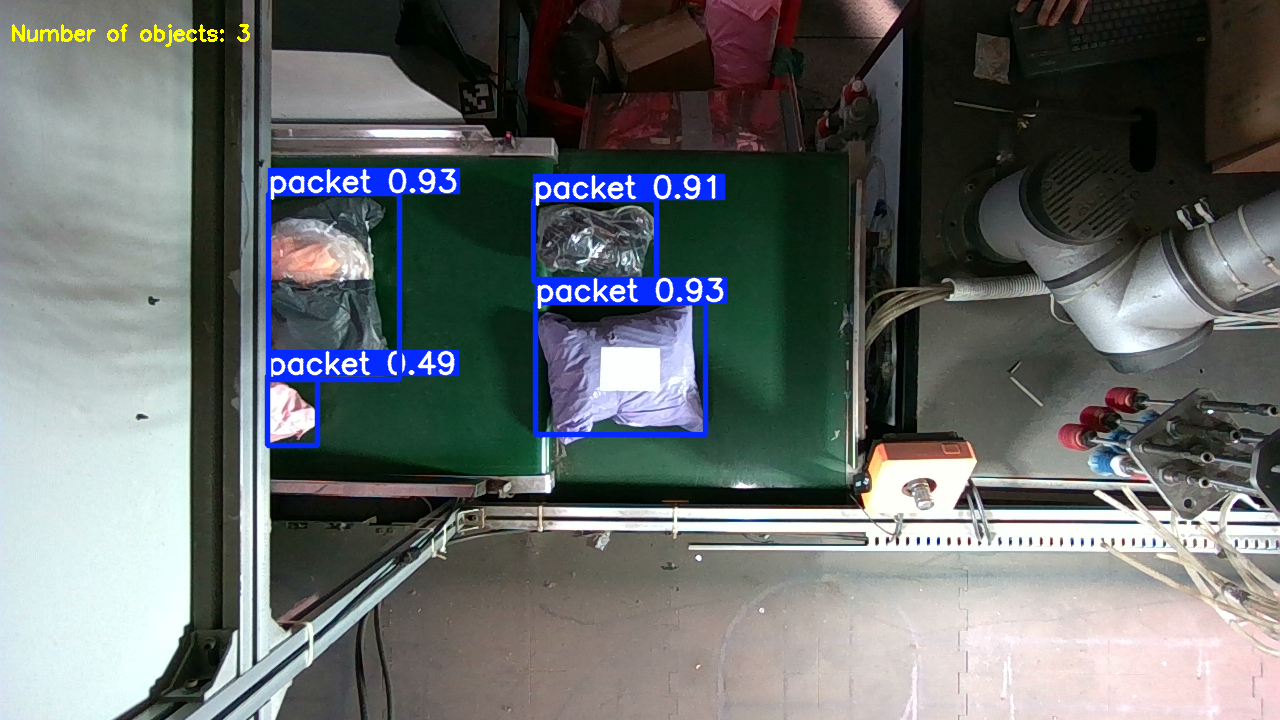 Number of objects: 3
packet 0.93
packet 0.91
packet 0.93
packet 0.49